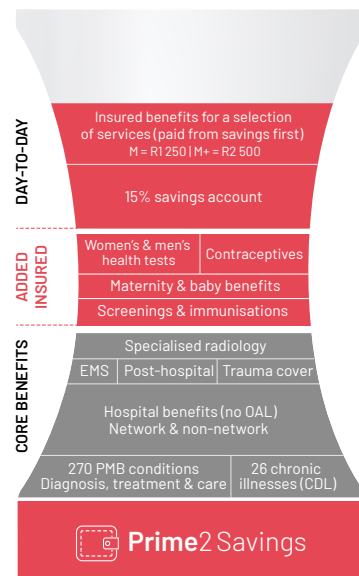 DAY-TO-DAY
Insured benefits for a selection
of services (paid from savings first)
M = R1 250 | M+ = R2 500
15% savings account
ADDED
INSURED
Women's & men's
health tests
Contraceptives
Maternity & baby benefits
Screenings & immunisations
CORE BENEFITS
Specialised radiology
EMS
Post-hospital
Trauma cover
Hospital benefits (no OAL)
Network & non-network
270 PMB conditions
Diagnosis, treatment & care
26 chronic
illnesses (CDL)
Prime2 Savings